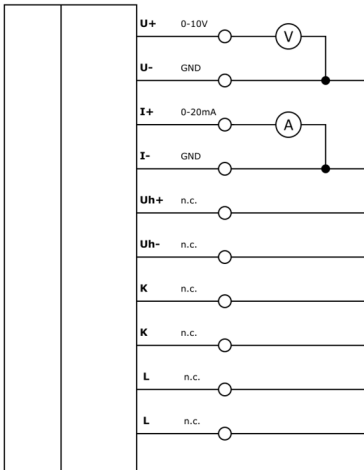 U+ 0-10V
V
U- GND
I+ 0-20mA
A
I- GND
Uh+ n.c.
Uh- n.c.
K n.c.
K n.c.
L n.c.
L n.c.